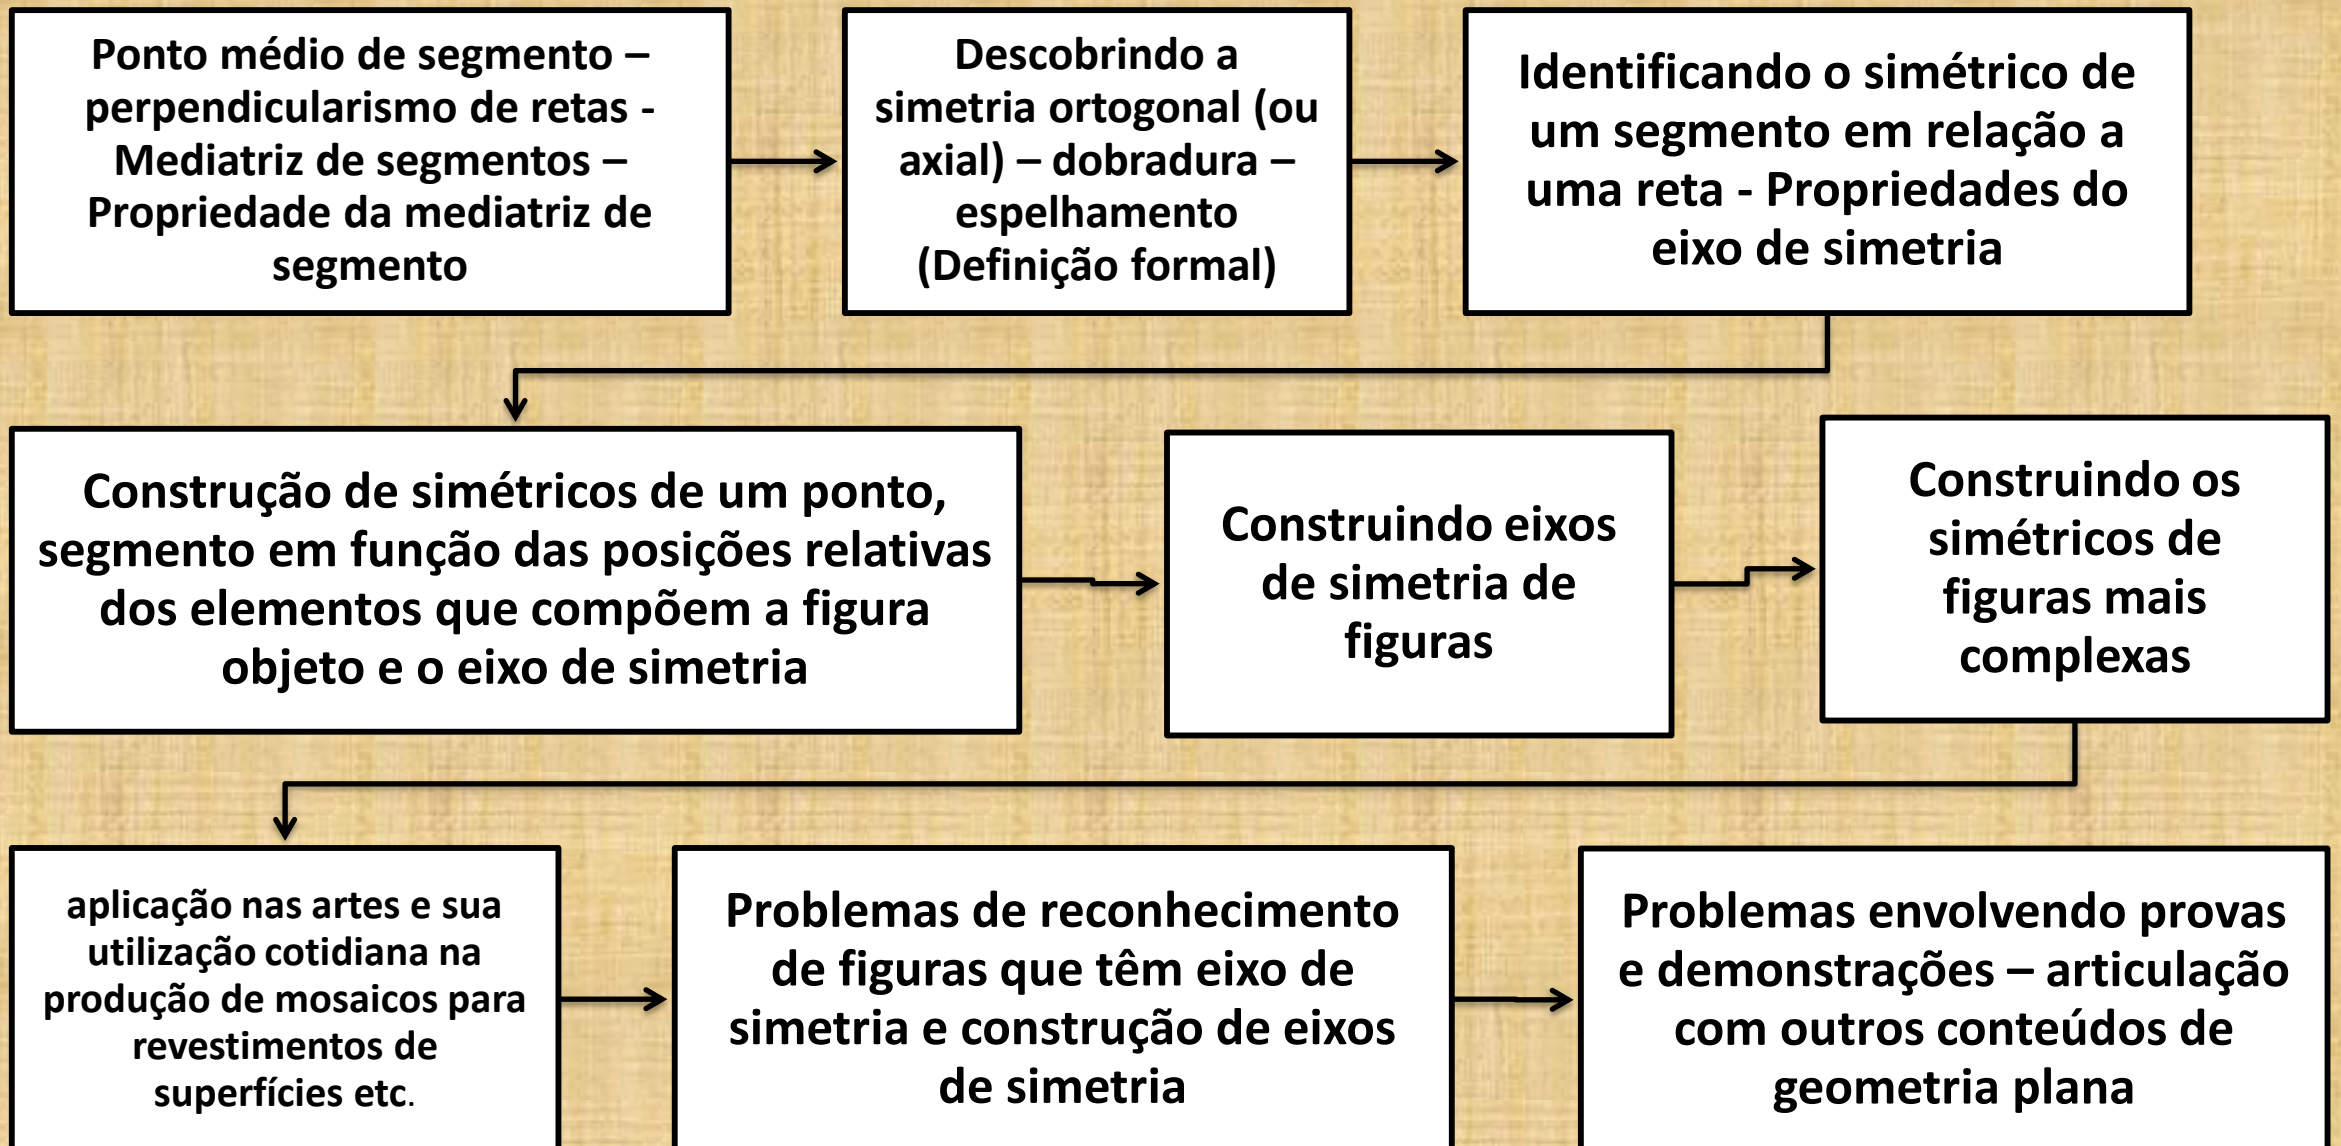 Ponto médio de segmento –
perpendicularismo de retas -
Mediatriz de segmentos –
Propriedade da mediatriz de
segmento
Descobrindo a
simetria ortogonal (ou
axial) – dobradura –
espelhamento
(Definição formal)
Identificando o simétrico de
um segmento em relação a
uma reta - Propriedades do
eixo de simetria
Construção de simétricos de um ponto,
segmento em função das posições relativas
dos elementos que compõem a figura
objeto e o eixo de simetria
Construindo eixos
de simetria de
figuras
Construindo os
simétricos de
figuras mais
complexas
aplicação nas artes e sua
utilização cotidiana na
produção de mosaicos para
revestimentos de
superfícies etc.
Problemas de reconhecimento
de figuras que têm eixo de
simetria e construção de eixos
de simetria
Problemas envolvendo provas
e demonstrações – articulação
com outros conteúdos de
geometria plana